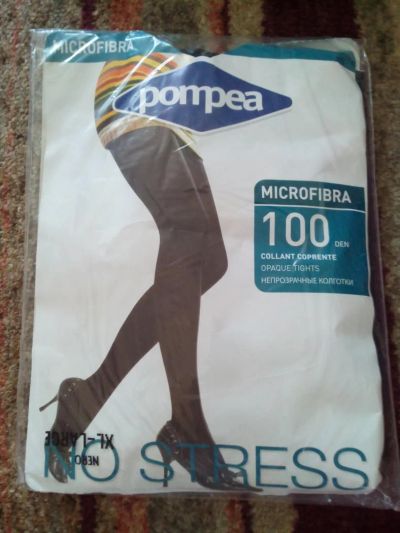 MICROFIBRA
pompea
MICROFIBRA
100 DEN
COLLANT COPRENTE
OPAQUE TIGHTS
НЕПРОЗРАЧНЫЕ КОЛГОТКИ
XL-LARGE
NERO
NO STRESS